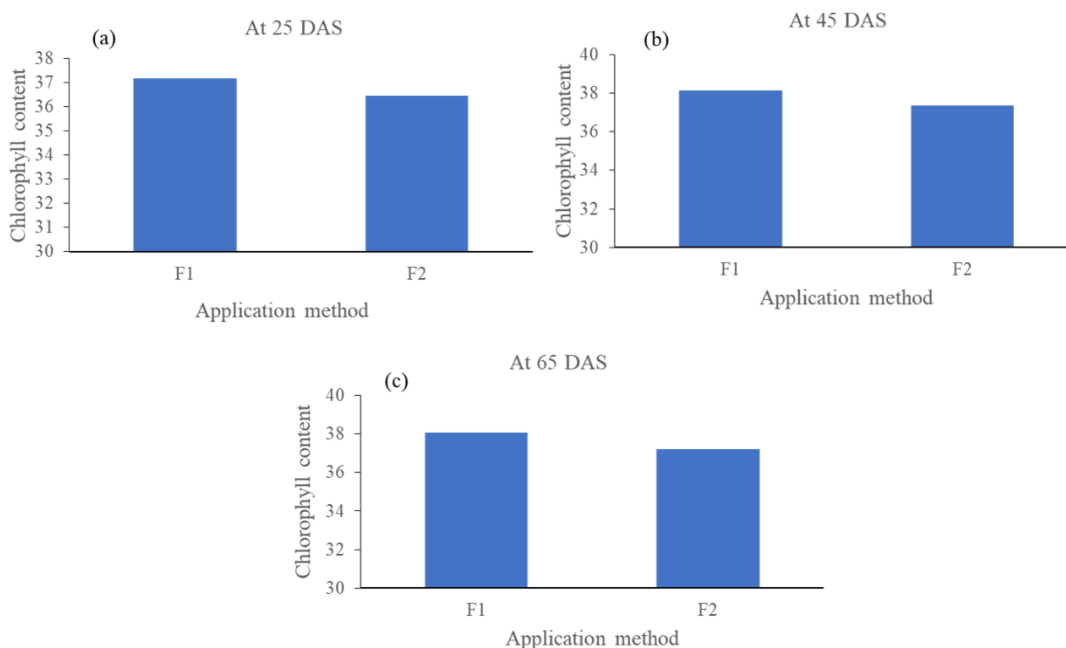 At 25 DAS
(a)
38
37
36
35
34
33
32
31
30
Chlorophyll content
F1 F2
Application method
At 45 DAS
(b)
40
38
36
34
32
30
Chlorophyll content
F1 F2
Application method
At 65 DAS
(c)
40
38
36
34
32
30
Chlorophyll content
F1 F2
Application method